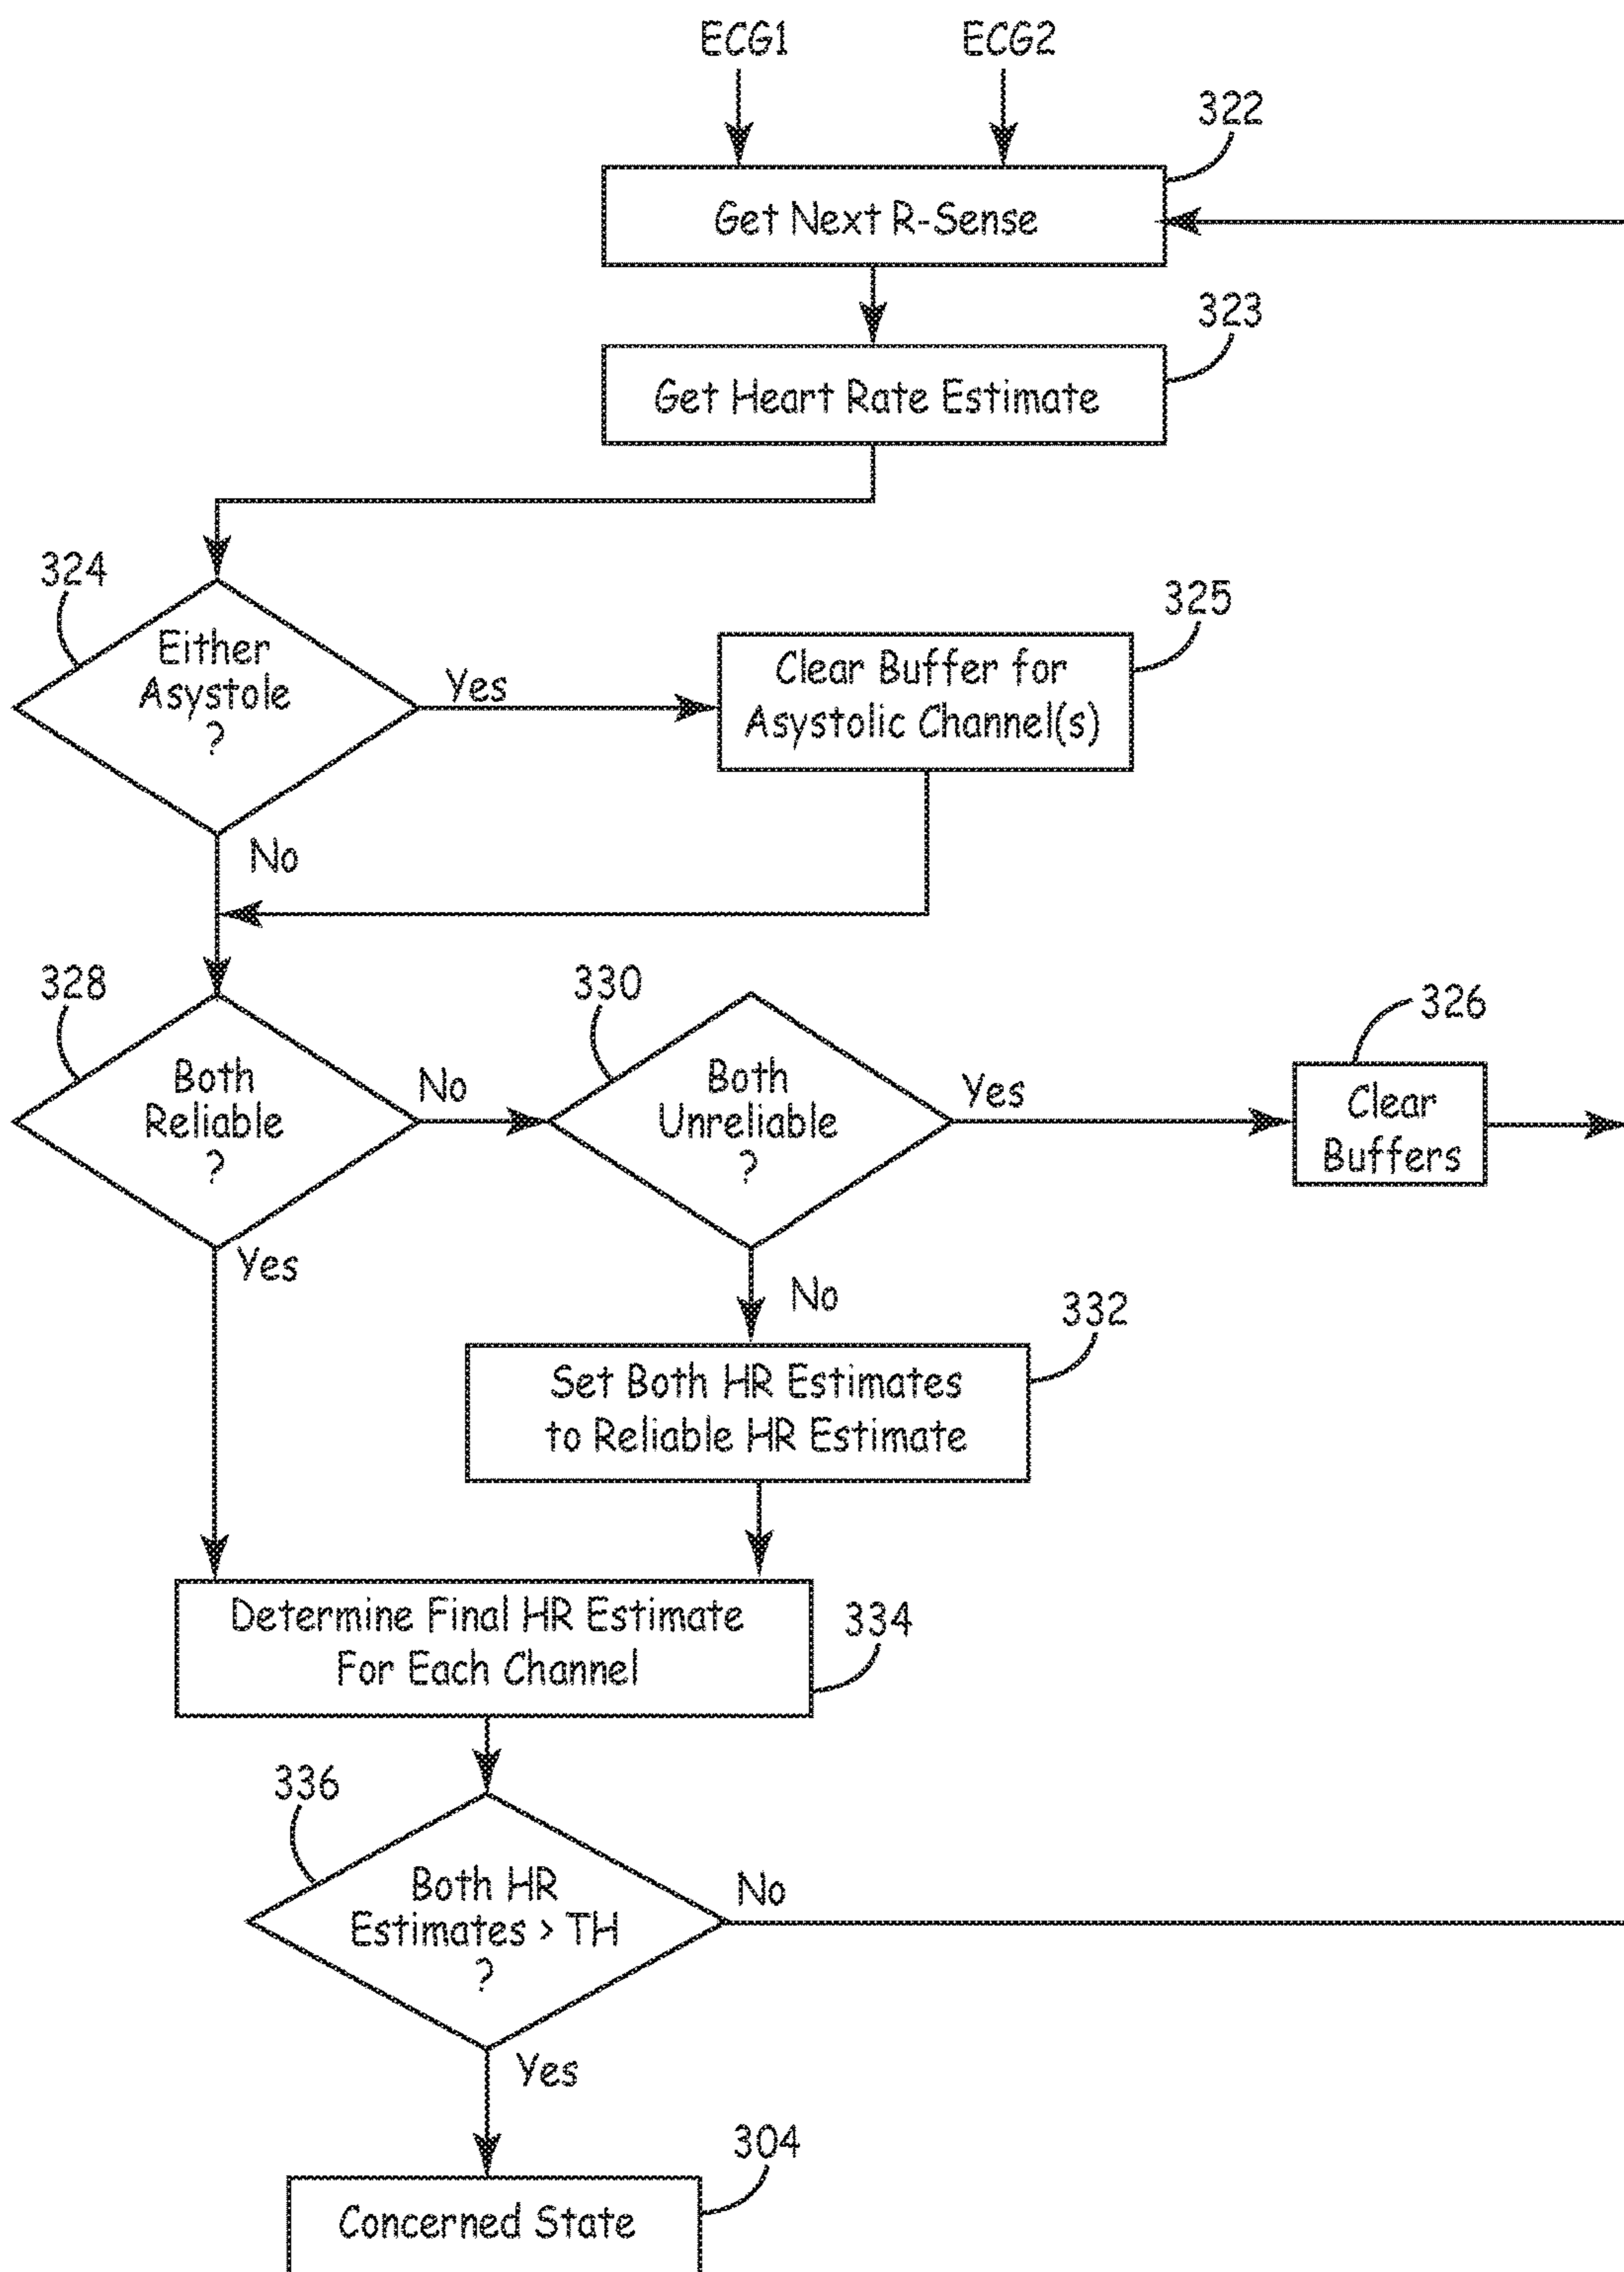 ECG1
ECG2
322
Get Next R-Sense
323
Get Heart Rate Estimate
324
Either
Asystole
?
Yes
325
Clear Buffer for
Asystolic Channel(s)
No
328
Both
Reliable
?
No
330
Both
Unreliable
?
Yes
326
Clear
Buffers
Yes
No
332
Set Both HR Estimates
to Reliable HR Estimate
Determine Final HR Estimate
For Each Channel
334
336
Both HR
Estimates > TH
?
No
Yes
304
Concerned State